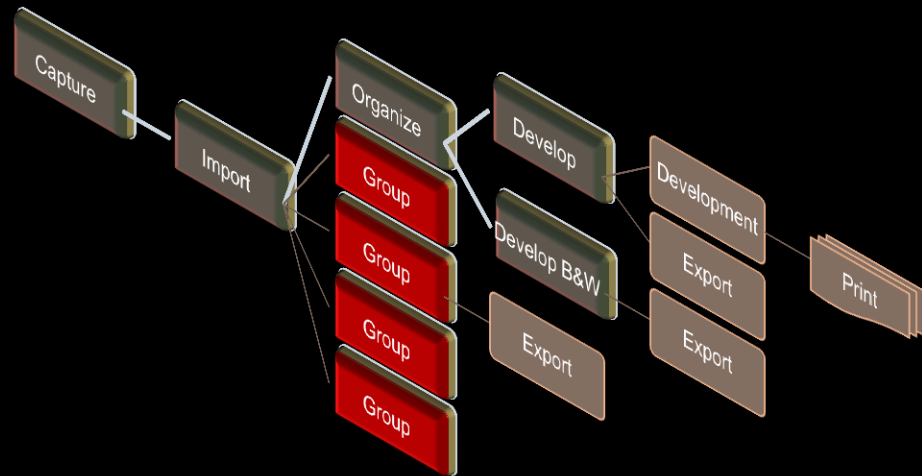 Capture
Import
Organize
Group
Group
Group
Group
Develop
Develop B&W
Export
Development
Export
Export
Print